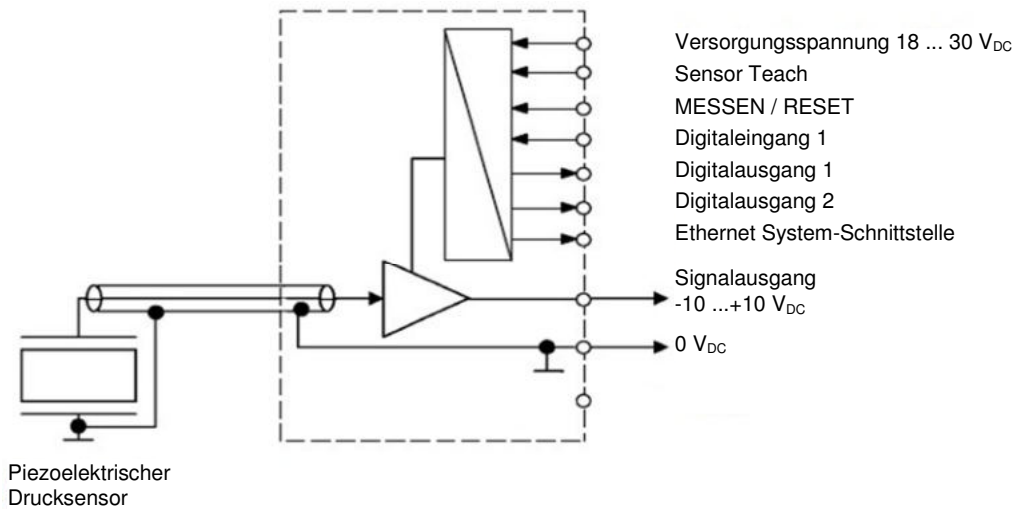 Versorgungsspannung 18 ... 30 V_DC
Sensor Teach
MESSEN / RESET
Digitaleingang 1
Digitalausgang 1
Digitalausgang 2
Ethernet System-Schnittstelle
Signalausgang
-10 ...+10 V_DC
0 V_DC
Piezoelektrischer
Drucksensor